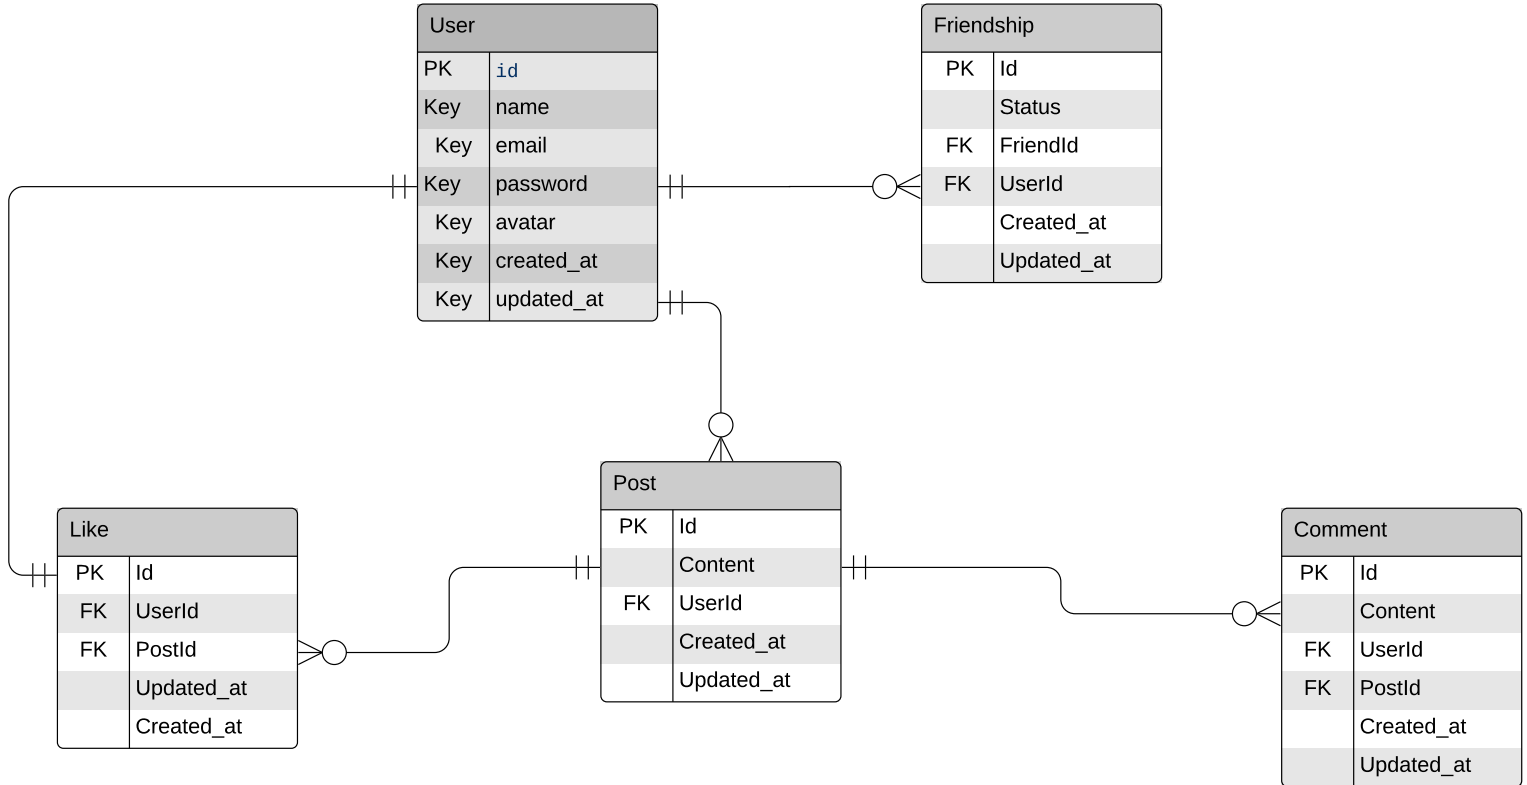 User
PK id
Key name
Key email
Key password
Key avatar
Key created_at
Key updated_at
Friendship
PK Id
Status
FK FriendId
FK UserId
Created_at
Updated_at
Like
PK Id
FK UserId
FK PostId
Updated_at
Created_at
Post
PK Id
Content
FK UserId
Created_at
Updated_at
Comment
PK Id
Content
FK UserId
FK PostId
Created_at
Updated_at